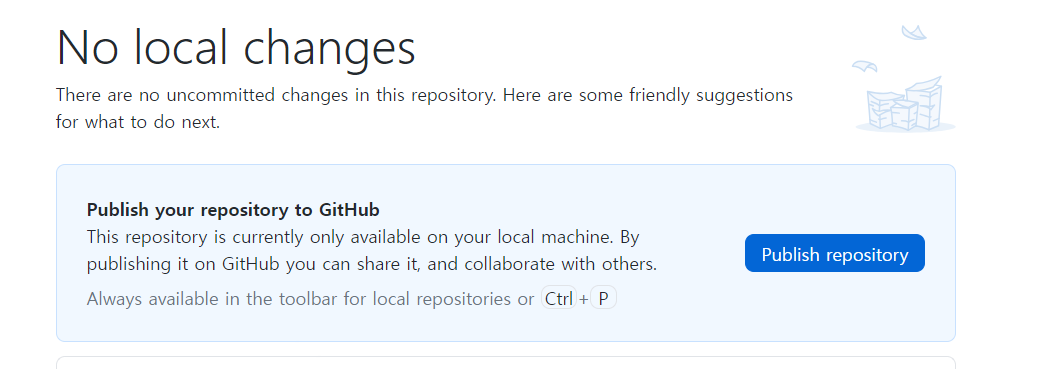 No local changes
There are no uncommitted changes in this repository. Here are some friendly suggestions
for what to do next.
Publish your repository to GitHub
This repository is currently only available on your local machine. By
publishing it on GitHub you can share it, and collaborate with others.
Always available in the toolbar for local repositories or Ctrl + P
Publish repository